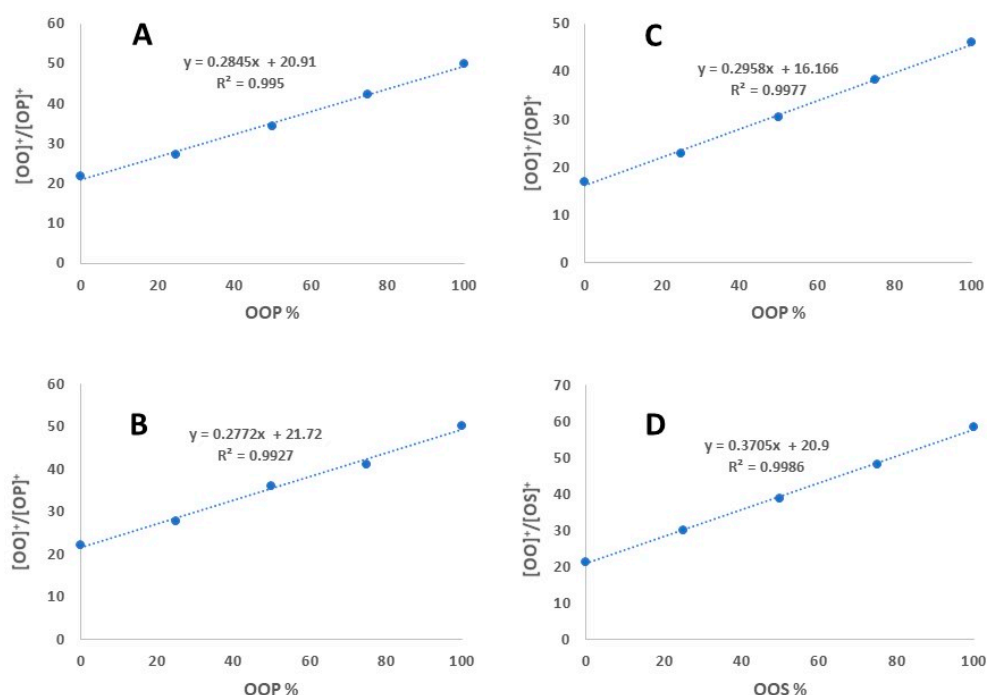 A
y = 0.2845x + 20.91
R² = 0.995
[OO]⁺/[OP]⁺
60
50
40
30
20
10
0
0 20 40 60 80 100
OOP %
C
y = 0.2958x + 16.166
R² = 0.9977
[OO]⁺/[OP]⁺
50
40
30
20
10
0
0 20 40 60 80 100
OOP %
B
y = 0.2772x + 21.72
R² = 0.9927
[OO]⁺/[OP]⁺
60
50
40
30
20
10
0
0 20 40 60 80 100
OOP %
D
y = 0.3705x + 20.9
R² = 0.9986
[OO]⁺/[OS]⁺
70
60
50
40
30
20
10
0
0 20 40 60 80 100
OOS %